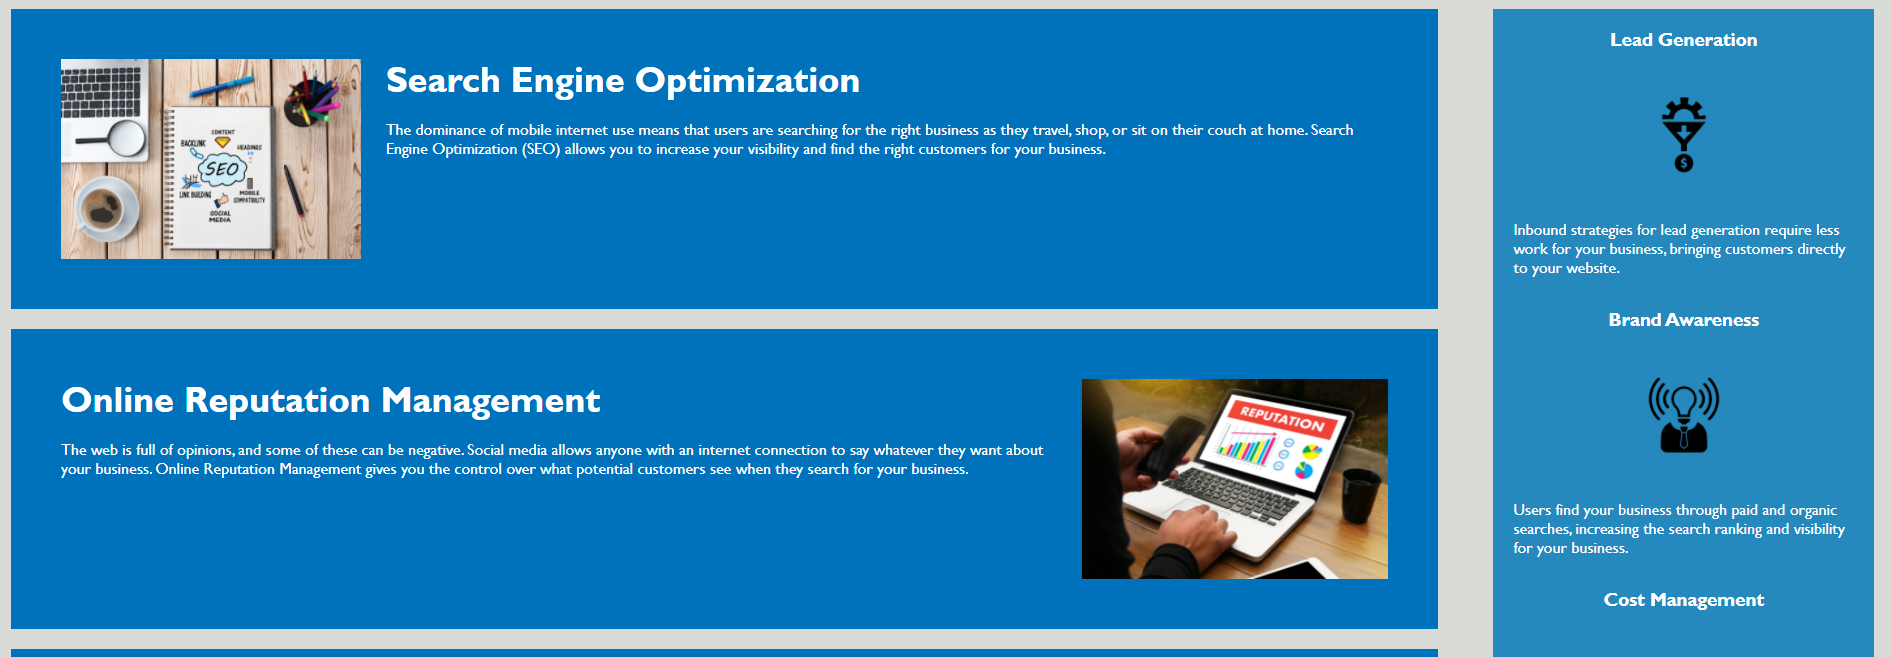 Search Engine Optimization
The dominance of mobile internet use means that users are searching for the right business as they travel, shop, or sit on their couch at home. Search
Engine Optimization (SEO) allows you to increase your visibility and find the right customers for your business.
CONTENT
BACKLINK
HEADINGS
SEO
LINK BUILDING
MOBILE
COMPATIBILITY
SOCIAL
MEDIA
Online Reputation Management
The web is full of opinions, and some of these can be negative. Social media allows anyone with an internet connection to say whatever they want about
your business. Online Reputation Management gives you the control over what potential customers see when they search for your business.
REPUTATION
Lead Generation
$
Inbound strategies for lead generation require less
work for your business, bringing customers directly
to your website.
Brand Awareness
Users find your business through paid and organic
searches, increasing the search ranking and visibility
for your business.
Cost Management